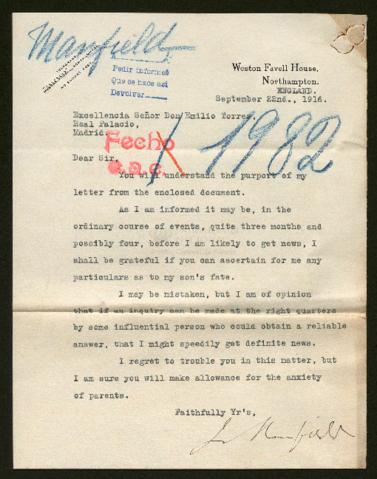 Manfield
Pedir informes
Devolver
Weston Favell House,
Northampton.
ENGLAND.
September 22nd., 1916.
Excellencia Señor Don Emilio Torres,
Real Palacio,
Madrid.
Fecho
1982
Dear Sir,
You will understand the purport of my
letter from the enclosed document.
As I am informed it may be, in the
ordinary course of events, quite three months and
possibly four, before I am likely to get news, I
shall be grateful if you can ascertain for me any
particulars as to my son's fate.
I may be mistaken, but I am of opinion
that if an inquiry can be made at the right quarters
by some influential person who could obtain a reliable
answer, that I might speedily get definite news.
I regret to trouble you in this matter, but
I am sure you will make allowance for the anxiety
of parents.
Faithfully Yr's,
Manfield